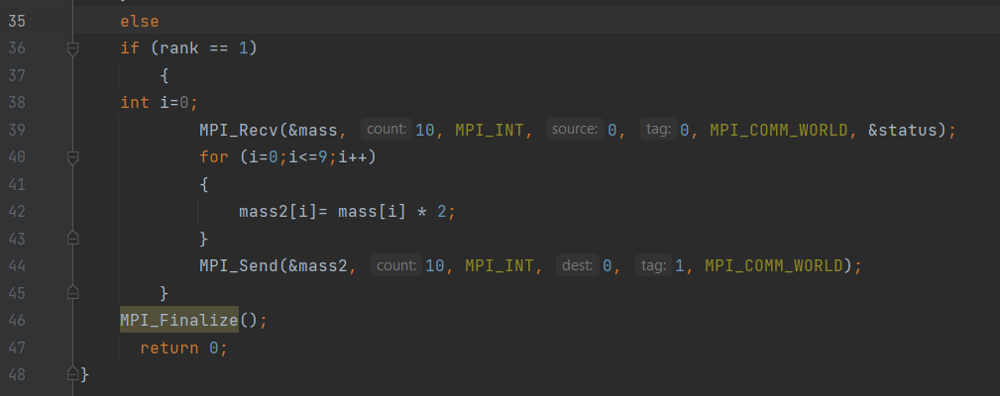 35 else
36 if (rank == 1)
37 {
38 int i=0;
39 MPI_Recv(&mass, count: 10, MPI_INT, source: 0, tag: 0, MPI_COMM_WORLD, &status);
40 for (i=0;i<=9;i++)
41 {
42 mass2[i]= mass[i] * 2;
43 }
44 MPI_Send(&mass2, count: 10, MPI_INT, dest: 0, tag: 1, MPI_COMM_WORLD);
45 }
46 MPI_Finalize();
47 return 0;
48 }